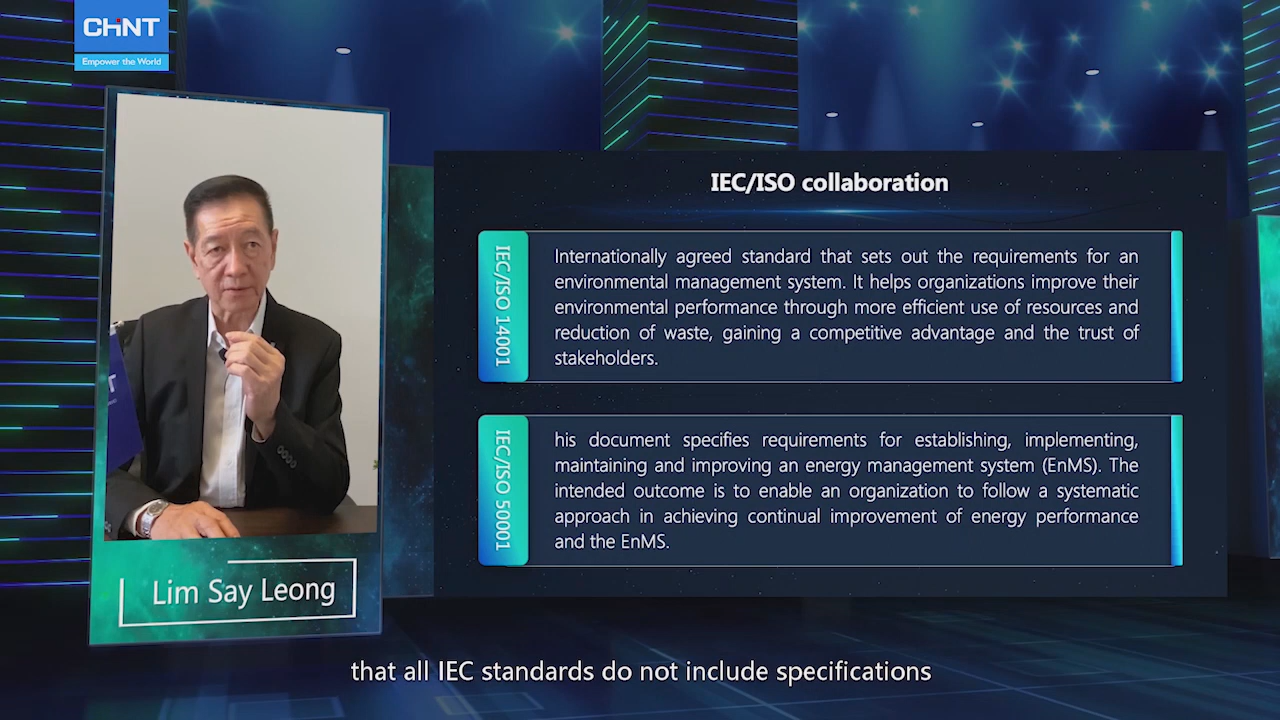 CHiNT
Empower the World
IEC/ISO collaboration
IEC/ISO 14001
Internationally agreed standard that sets out the requirements for an
environmental management system. It helps organizations improve their
environmental performance through more efficient use of resources and
reduction of waste, gaining a competitive advantage and the trust of
stakeholders.
IEC/ISO 50001
his document specifies requirements for establishing, implementing,
maintaining and improving an energy management system (EnMS). The
intended outcome is to enable an organization to follow a systematic
approach in achieving continual improvement of energy performance
and the EnMS.
Lim Say Leong
that all IEC standards do not include specifications